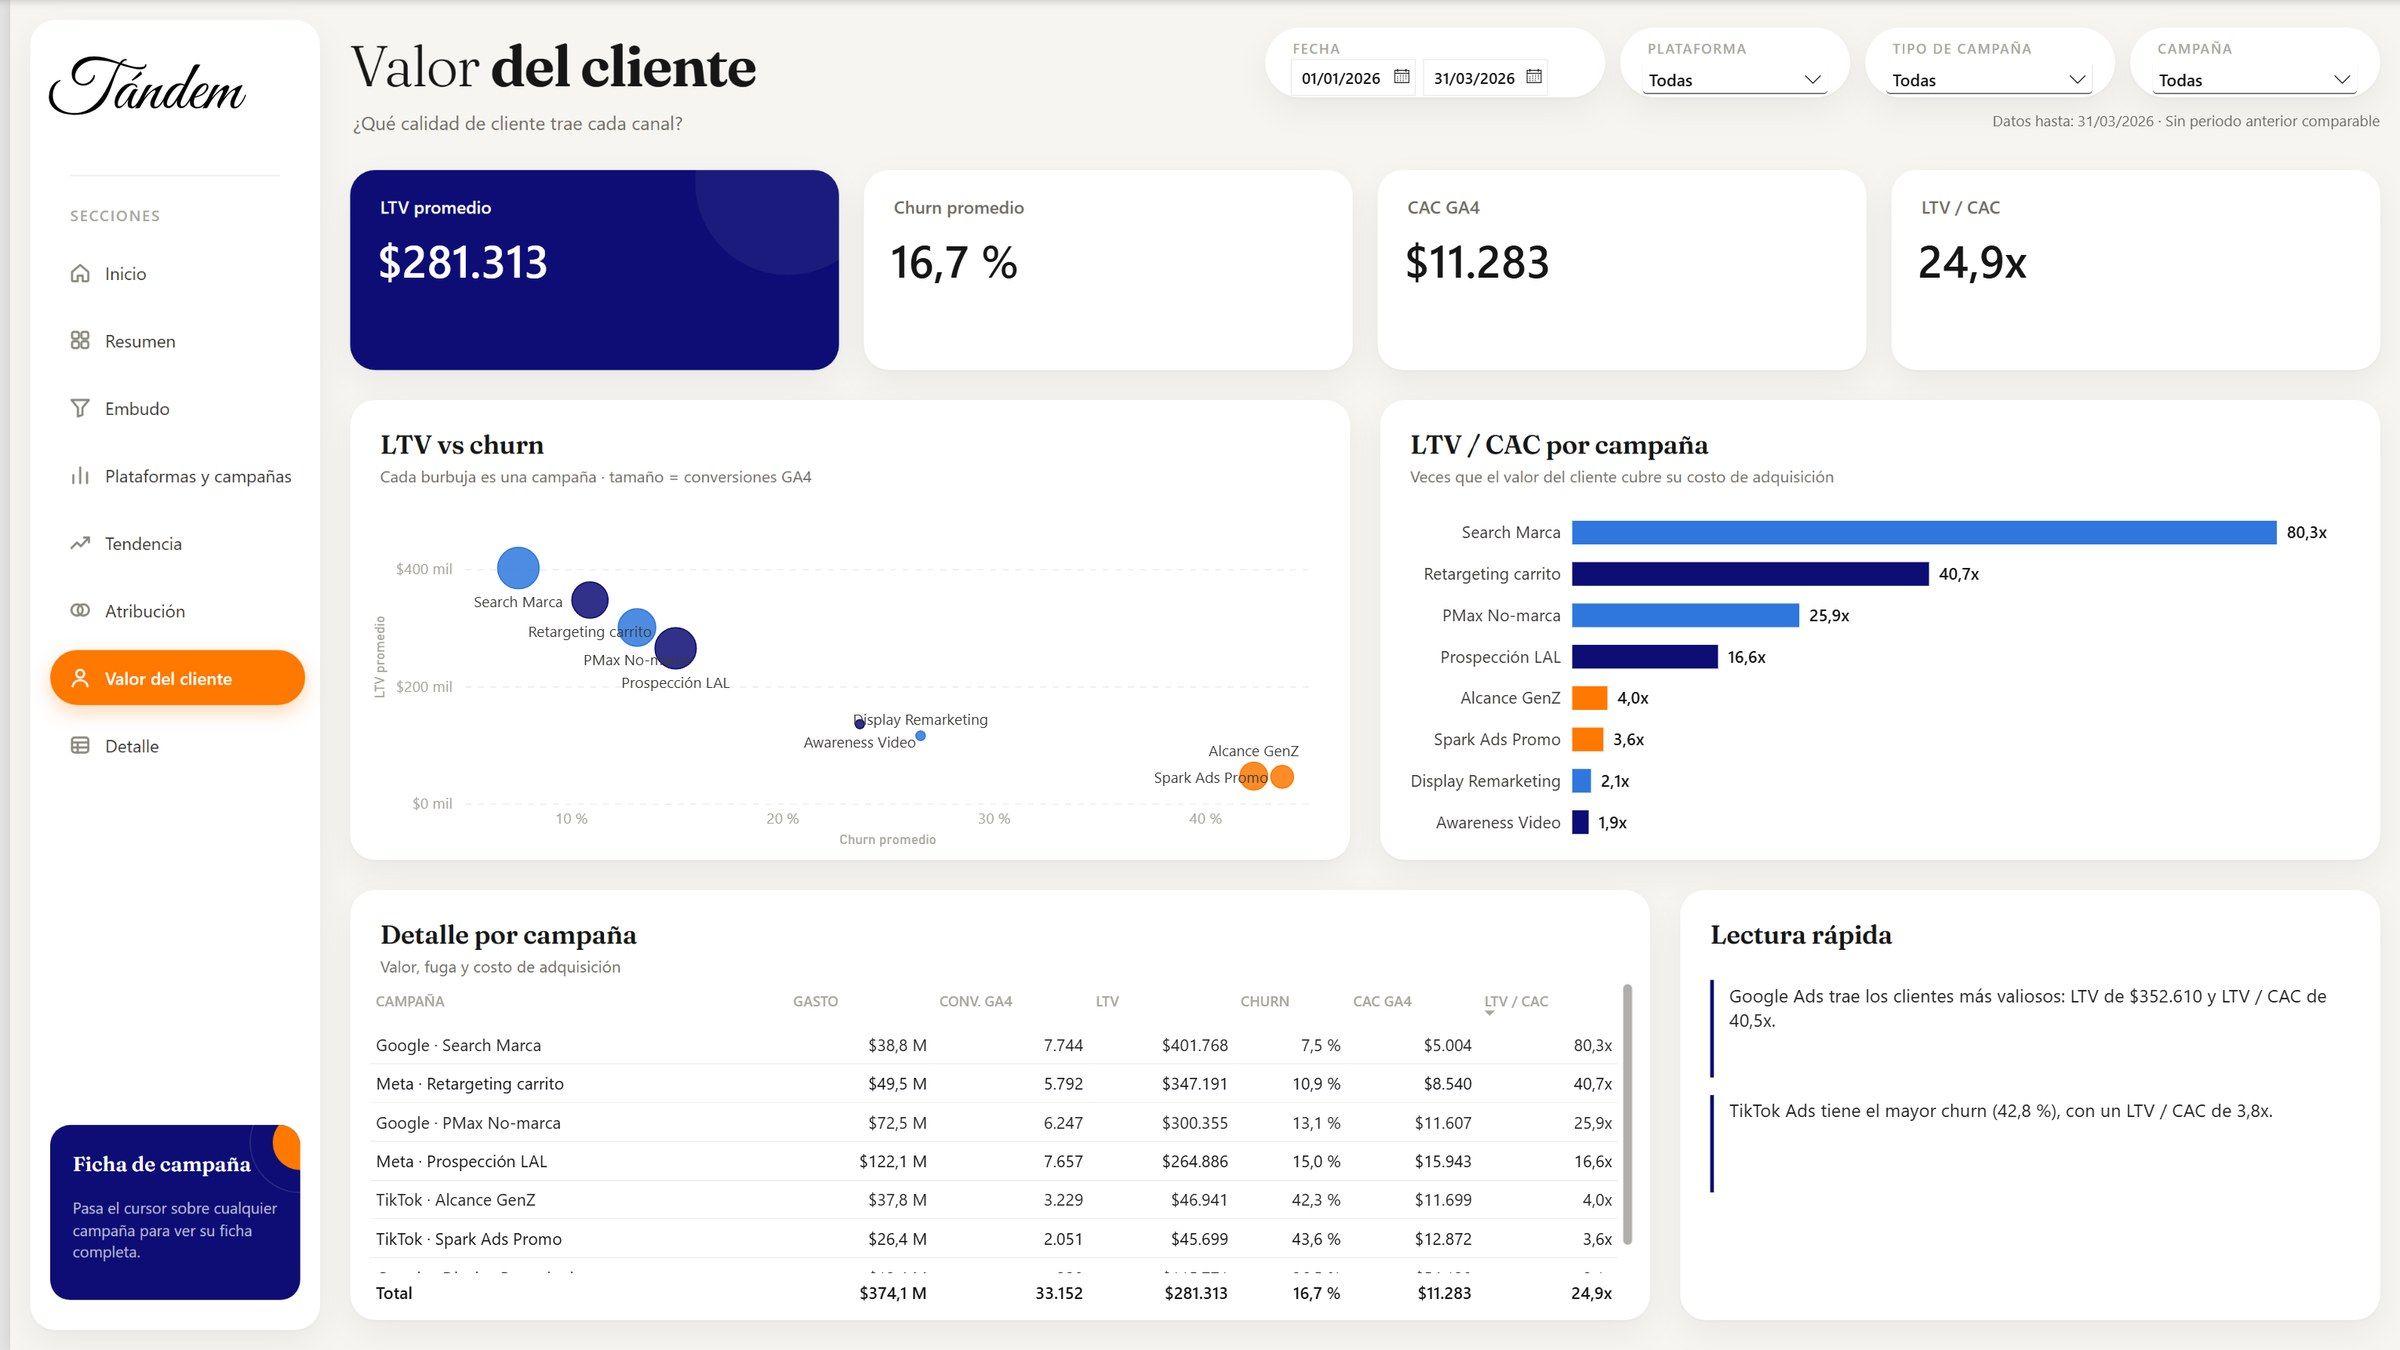 Tándem
SECCIONES
Inicio
Resumen
Embudo
Plataformas y campañas
Tendencia
Atribución
Valor del cliente
Detalle
Ficha de campaña
Pasa el cursor sobre cualquier
campaña para ver su ficha
completa.
Valor del cliente
¿Qué calidad de cliente trae cada canal?
FECHA
01/01/2026 31/03/2026
PLATAFORMA
Todas
TIPO DE CAMPAÑA
Todas
CAMPAÑA
Todas
Datos hasta: 31/03/2026 · Sin periodo anterior comparable
LTV promedio
$281.313
Churn promedio
16,7 %
CAC GA4
$11.283
LTV / CAC
24,9x
LTV vs churn
Cada burbuja es una campaña · tamaño = conversiones GA4
LTV promedio
$400 mil
$200 mil
$0 mil
Search Marca
Retargeting carrito
PMax No-m
Prospección LAL
Display Remarketing
Awareness Video
Alcance GenZ
Spark Ads Promo
10 % 20 % 30 % 40 %
Churn promedio
LTV / CAC por campaña
Veces que el valor del cliente cubre su costo de adquisición
Search Marca 80,3x
Retargeting carrito 40,7x
PMax No-marca 25,9x
Prospección LAL 16,6x
Alcance GenZ 4,0x
Spark Ads Promo 3,6x
Display Remarketing 2,1x
Awareness Video 1,9x
Detalle por campaña
Valor, fuga y costo de adquisición
CAMPAÑA GASTO CONV. GA4 LTV CHURN CAC GA4 LTV / CAC
Google · Search Marca $38,8 M 7.744 $401.768 7,5 % $5.004 80,3x
Meta · Retargeting carrito $49,5 M 5.792 $347.191 10,9 % $8.540 40,7x
Google · PMax No-marca $72,5 M 6.247 $300.355 13,1 % $11.607 25,9x
Meta · Prospección LAL $122,1 M 7.657 $264.886 15,0 % $15.943 16,6x
TikTok · Alcance GenZ $37,8 M 3.229 $46.941 42,3 % $11.699 4,0x
TikTok · Spark Ads Promo $26,4 M 2.051 $45.699 43,6 % $12.872 3,6x
Total $374,1 M 33.152 $281.313 16,7 % $11.283 24,9x
Lectura rápida
Google Ads trae los clientes más valiosos: LTV de $352.610 y LTV / CAC de
40,5x.
TikTok Ads tiene el mayor churn (42,8 %), con un LTV / CAC de 3,8x.